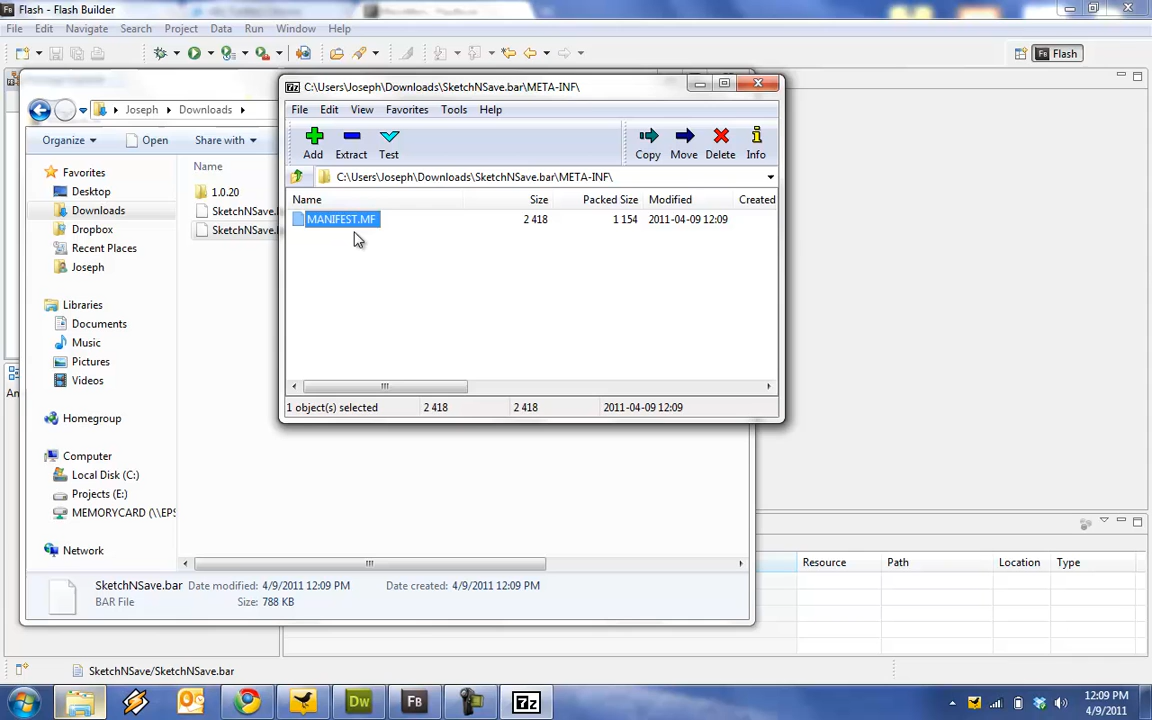 Flash - Flash Builder
File Edit Navigate Search Project Data Run Window Help
Flash
C:\Users\Joseph\Downloads\SketchNSave.bar\META-INF\
File Edit View Favorites Tools Help
Add Extract Test Copy Move Delete Info
C:\Users\Joseph\Downloads\SketchNSave.bar\META-INF\
Name Size Packed Size Modified Created
MANIFEST.MF 2 418 1 154 2011-04-09 12:09
1 object(s) selected 2 418 2 418 2011-04-09 12:09
Joseph Downloads
Organize Open Share with
Name
1.0.20
SketchNSave.
SketchNSave.
Favorites
Desktop
Downloads
Dropbox
Recent Places
Joseph
Libraries
Documents
Music
Pictures
Videos
Homegroup
Computer
Local Disk (C:)
Projects (E:)
MEMORYCARD (\\EPS
Network
SketchNSave.bar Date modified: 4/9/2011 12:09 PM Date created: 4/9/2011 12:09 PM
BAR File Size: 788 KB
Resource Path Location Type
SketchNSave/SketchNSave.bar
Dw Fb 7z
12:09 PM
4/9/2011